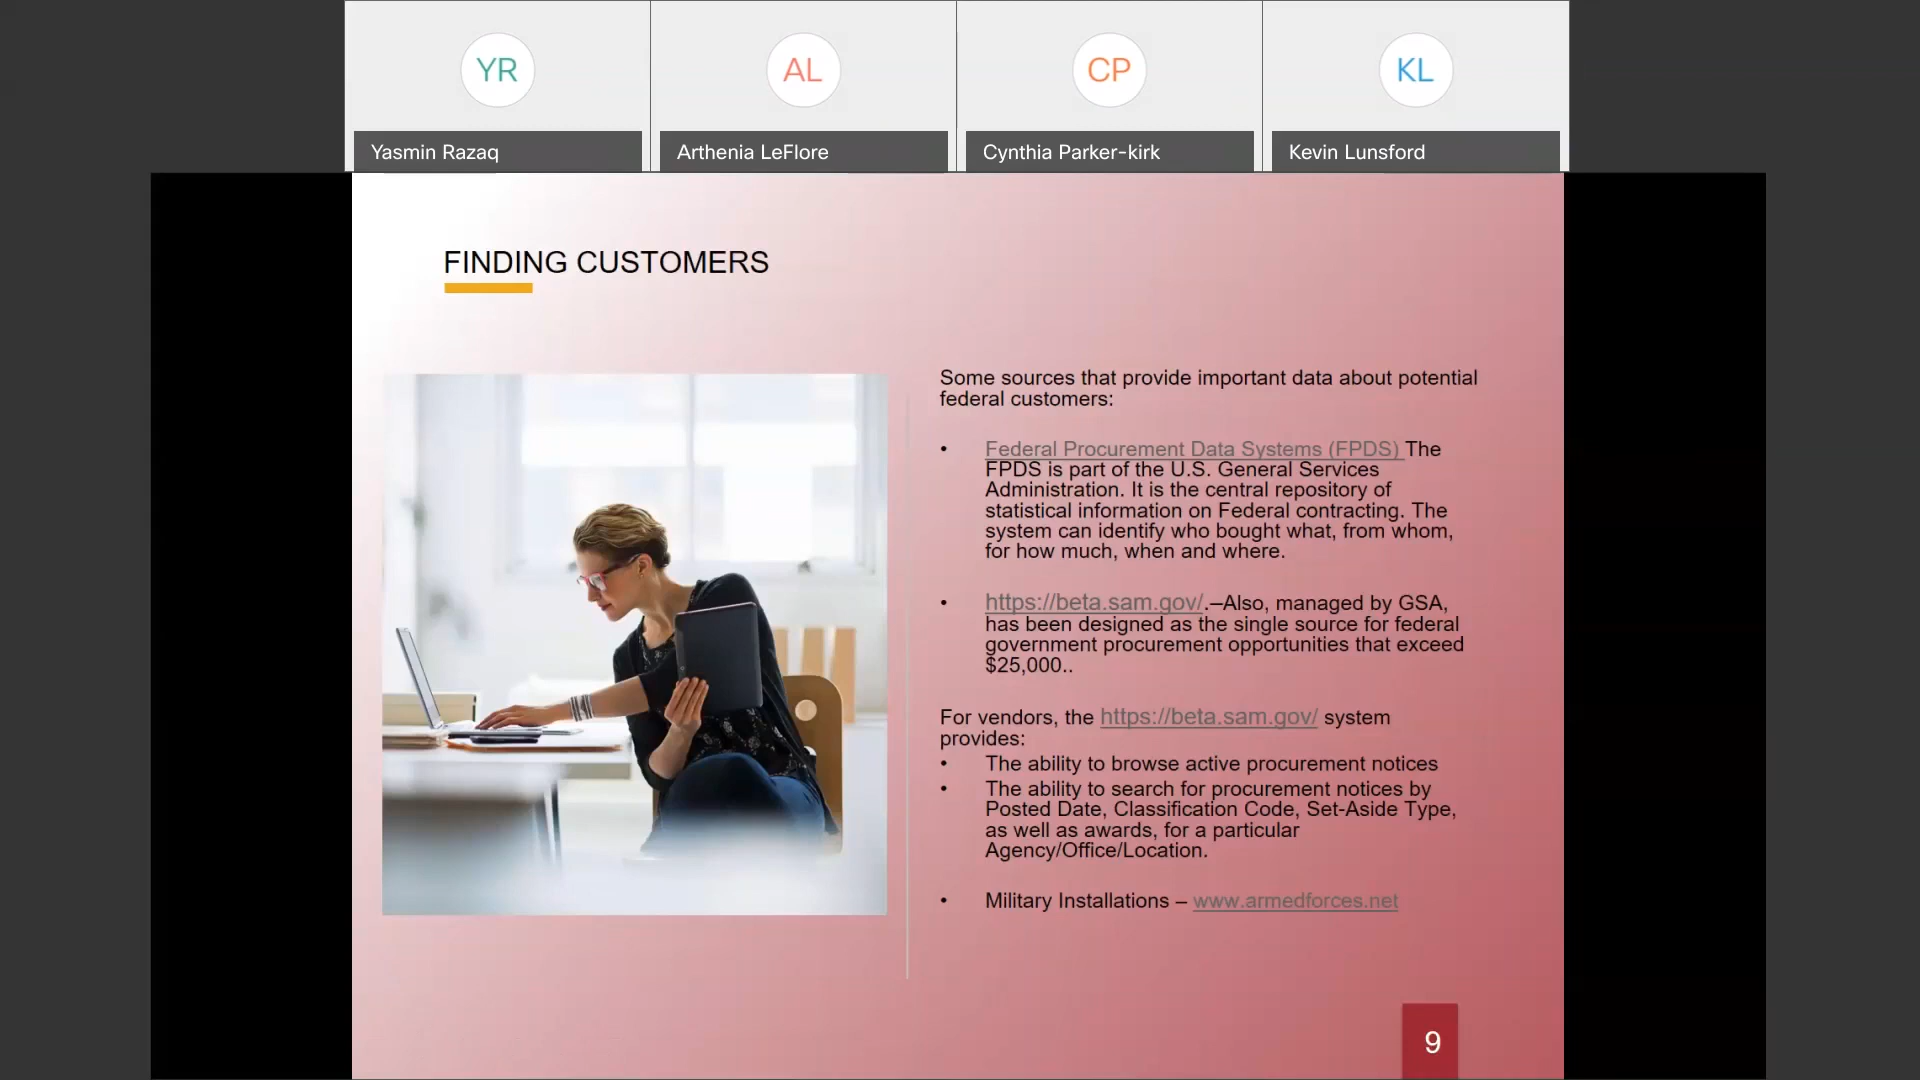 YR
AL
CP
KL
Yasmin Razaq
Arthenia LeFlore
Cynthia Parker-kirk
Kevin Lunsford
FINDING CUSTOMERS
Some sources that provide important data about potential
federal customers:
• Federal Procurement Data Systems (FPDS) The
FPDS is part of the U.S. General Services
Administration. It is the central repository of
statistical information on Federal contracting. The
system can identify who bought what, from whom,
for how much, when and where.
• https://beta.sam.gov/.–Also, managed by GSA,
has been designed as the single source for federal
government procurement opportunities that exceed
$25,000..
For vendors, the https://beta.sam.gov/ system
provides:
• The ability to browse active procurement notices
• The ability to search for procurement notices by
Posted Date, Classification Code, Set-Aside Type,
as well as awards, for a particular
Agency/Office/Location.
• Military Installations – www.armedforces.net
9